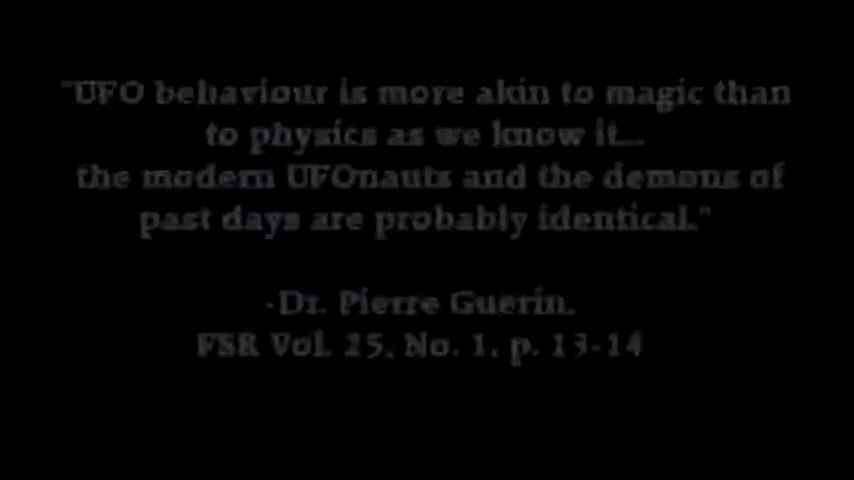 "UFO behaviour is more akin to magic than
to physics as we know it...
the modern UFOnauts and the demons of
past days are probably identical."
-Dr. Pierre Guerin,
FSR Vol. 25, No. 1, p. 13-14